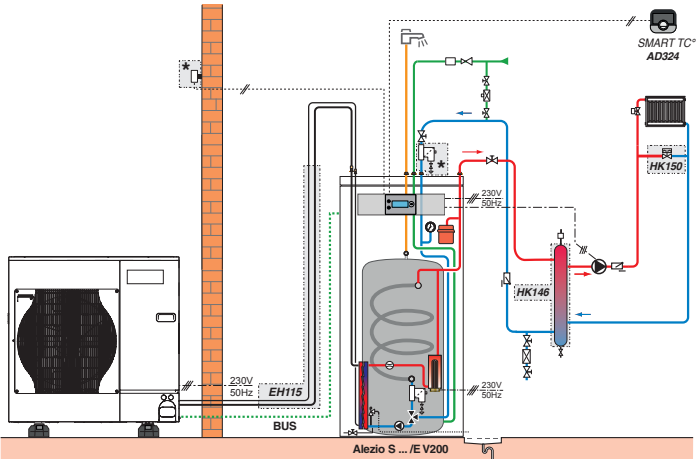 SMART TC°
AD324
*
*
HK150
230V
50Hz
HK146
230V
50Hz
EH115
230V
50Hz
BUS
Alezio S ... /E V200